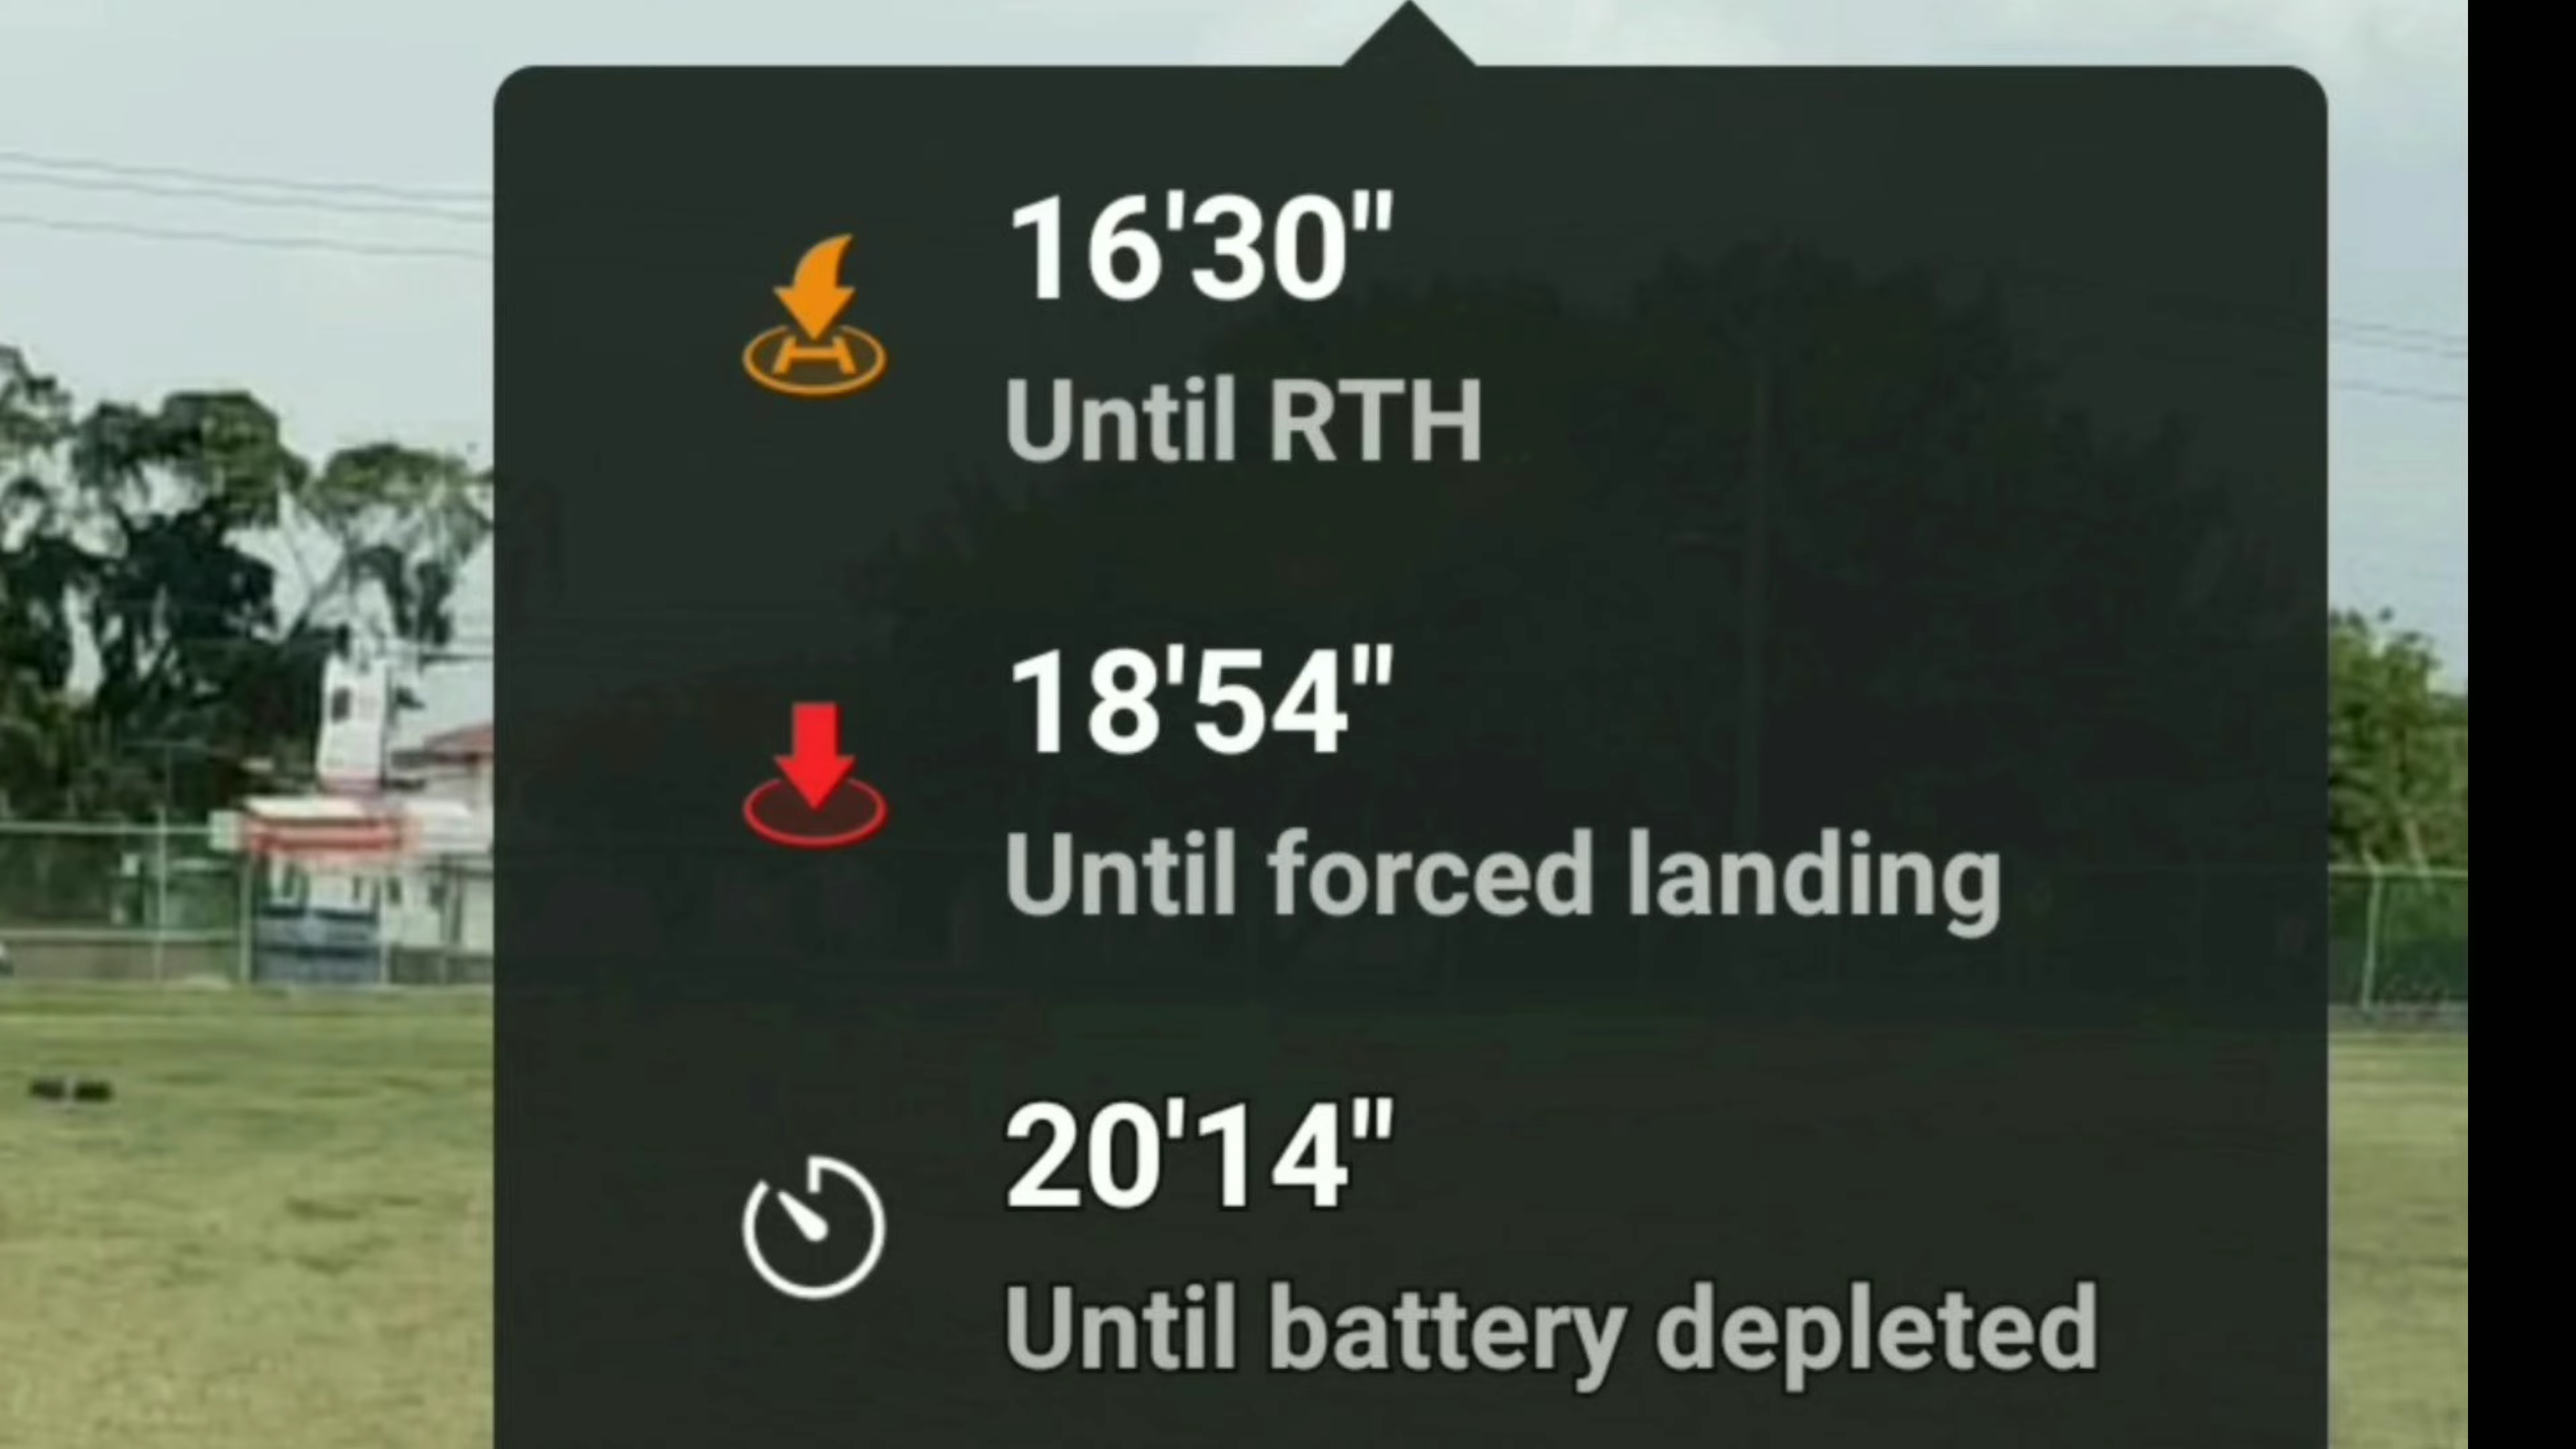 16'30"
Until RTH
18'54"
Until forced landing
20'14"
Until battery depleted